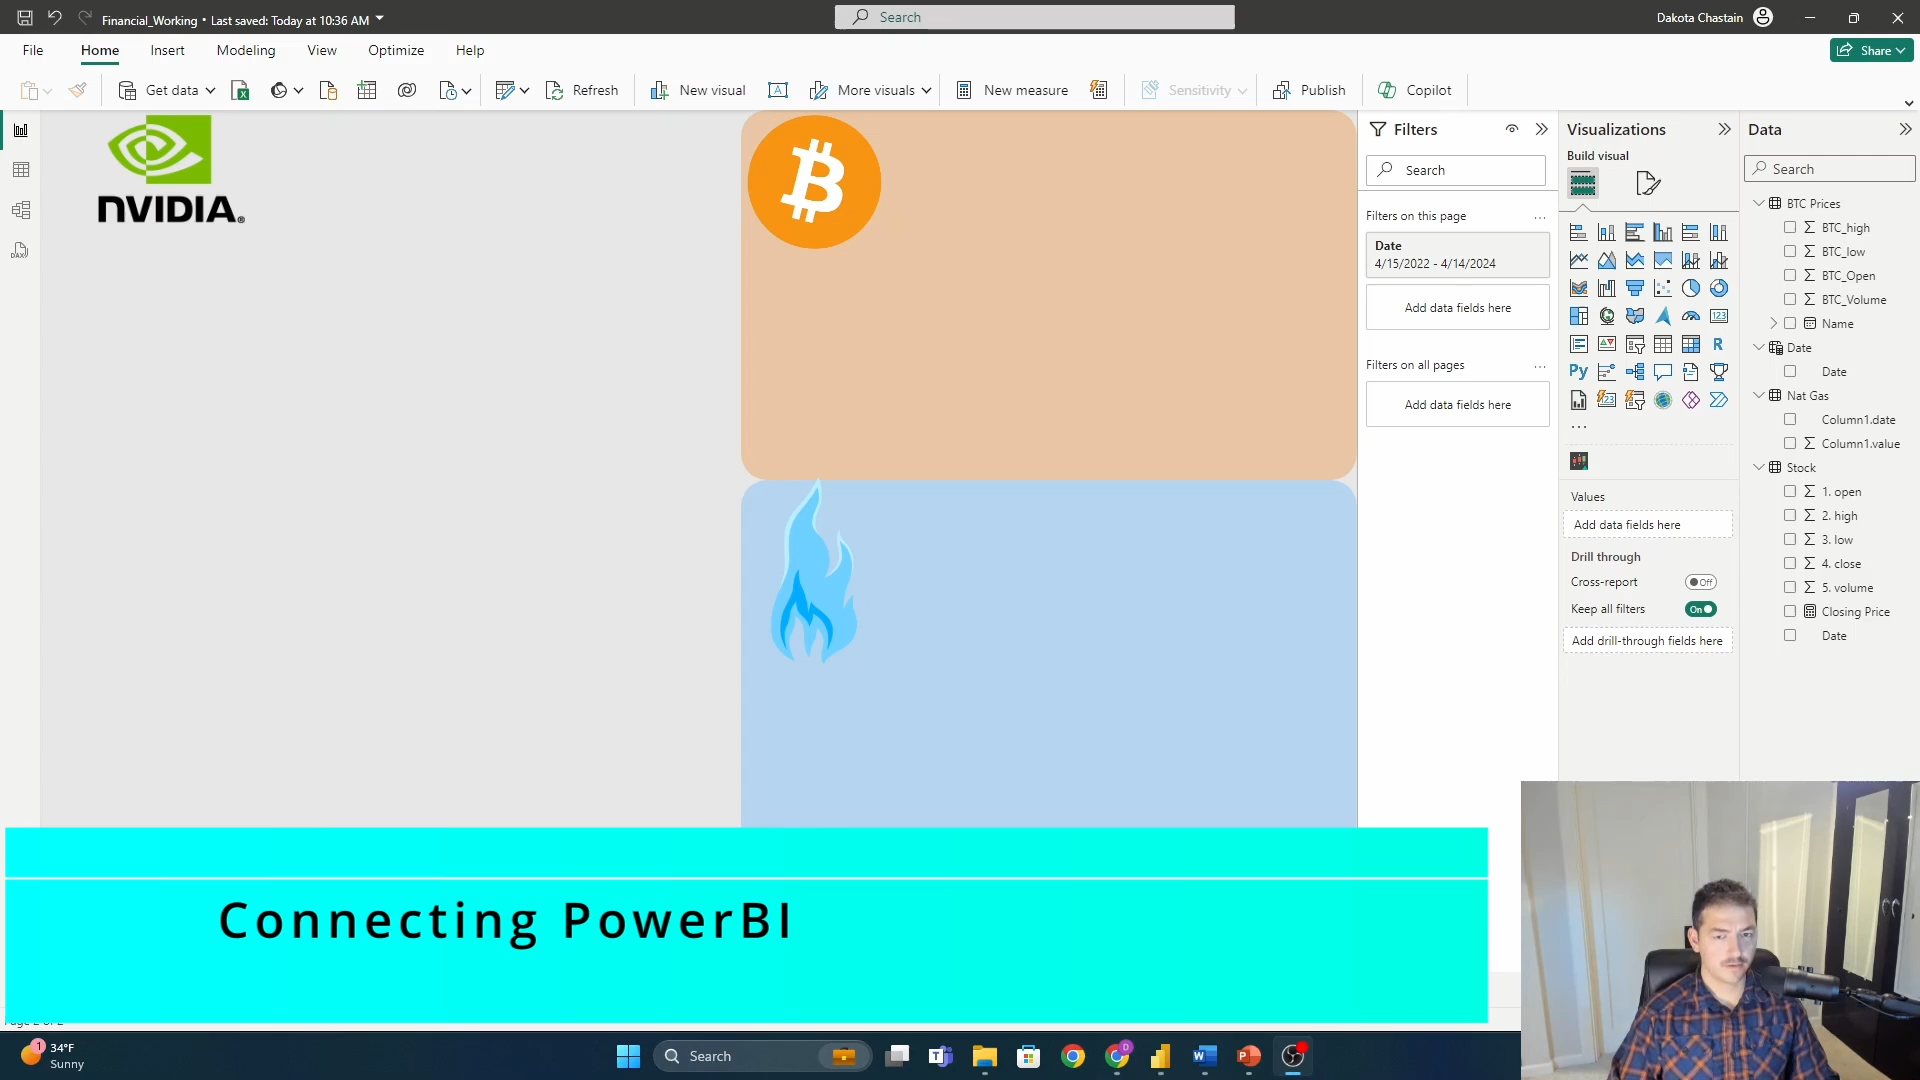 Financial_Working • Last saved: Today at 10:36 AM
Search
Dakota Chastain
File
Home
Insert
Modeling
View
Optimize
Help
Share
Get data
Refresh
New visual
More visuals
New measure
Sensitivity
Publish
Copilot
NVIDIA®
Filters
Search
Filters on this page
Date
4/15/2022 - 4/14/2024
Add data fields here
Filters on all pages
Add data fields here
Visualizations
Build visual
R
Py
123
Values
Add data fields here
Drill through
Cross-report
Off
Keep all filters
On
Add drill-through fields here
Data
Search
BTC Prices
BTC_high
BTC_low
BTC_Open
BTC_Volume
Name
Date
Date
Nat Gas
Column1.date
Column1.value
Stock
1. open
2. high
3. low
4. close
5. volume
Closing Price
Date
Connecting PowerBI
1
34°F
Sunny
Search